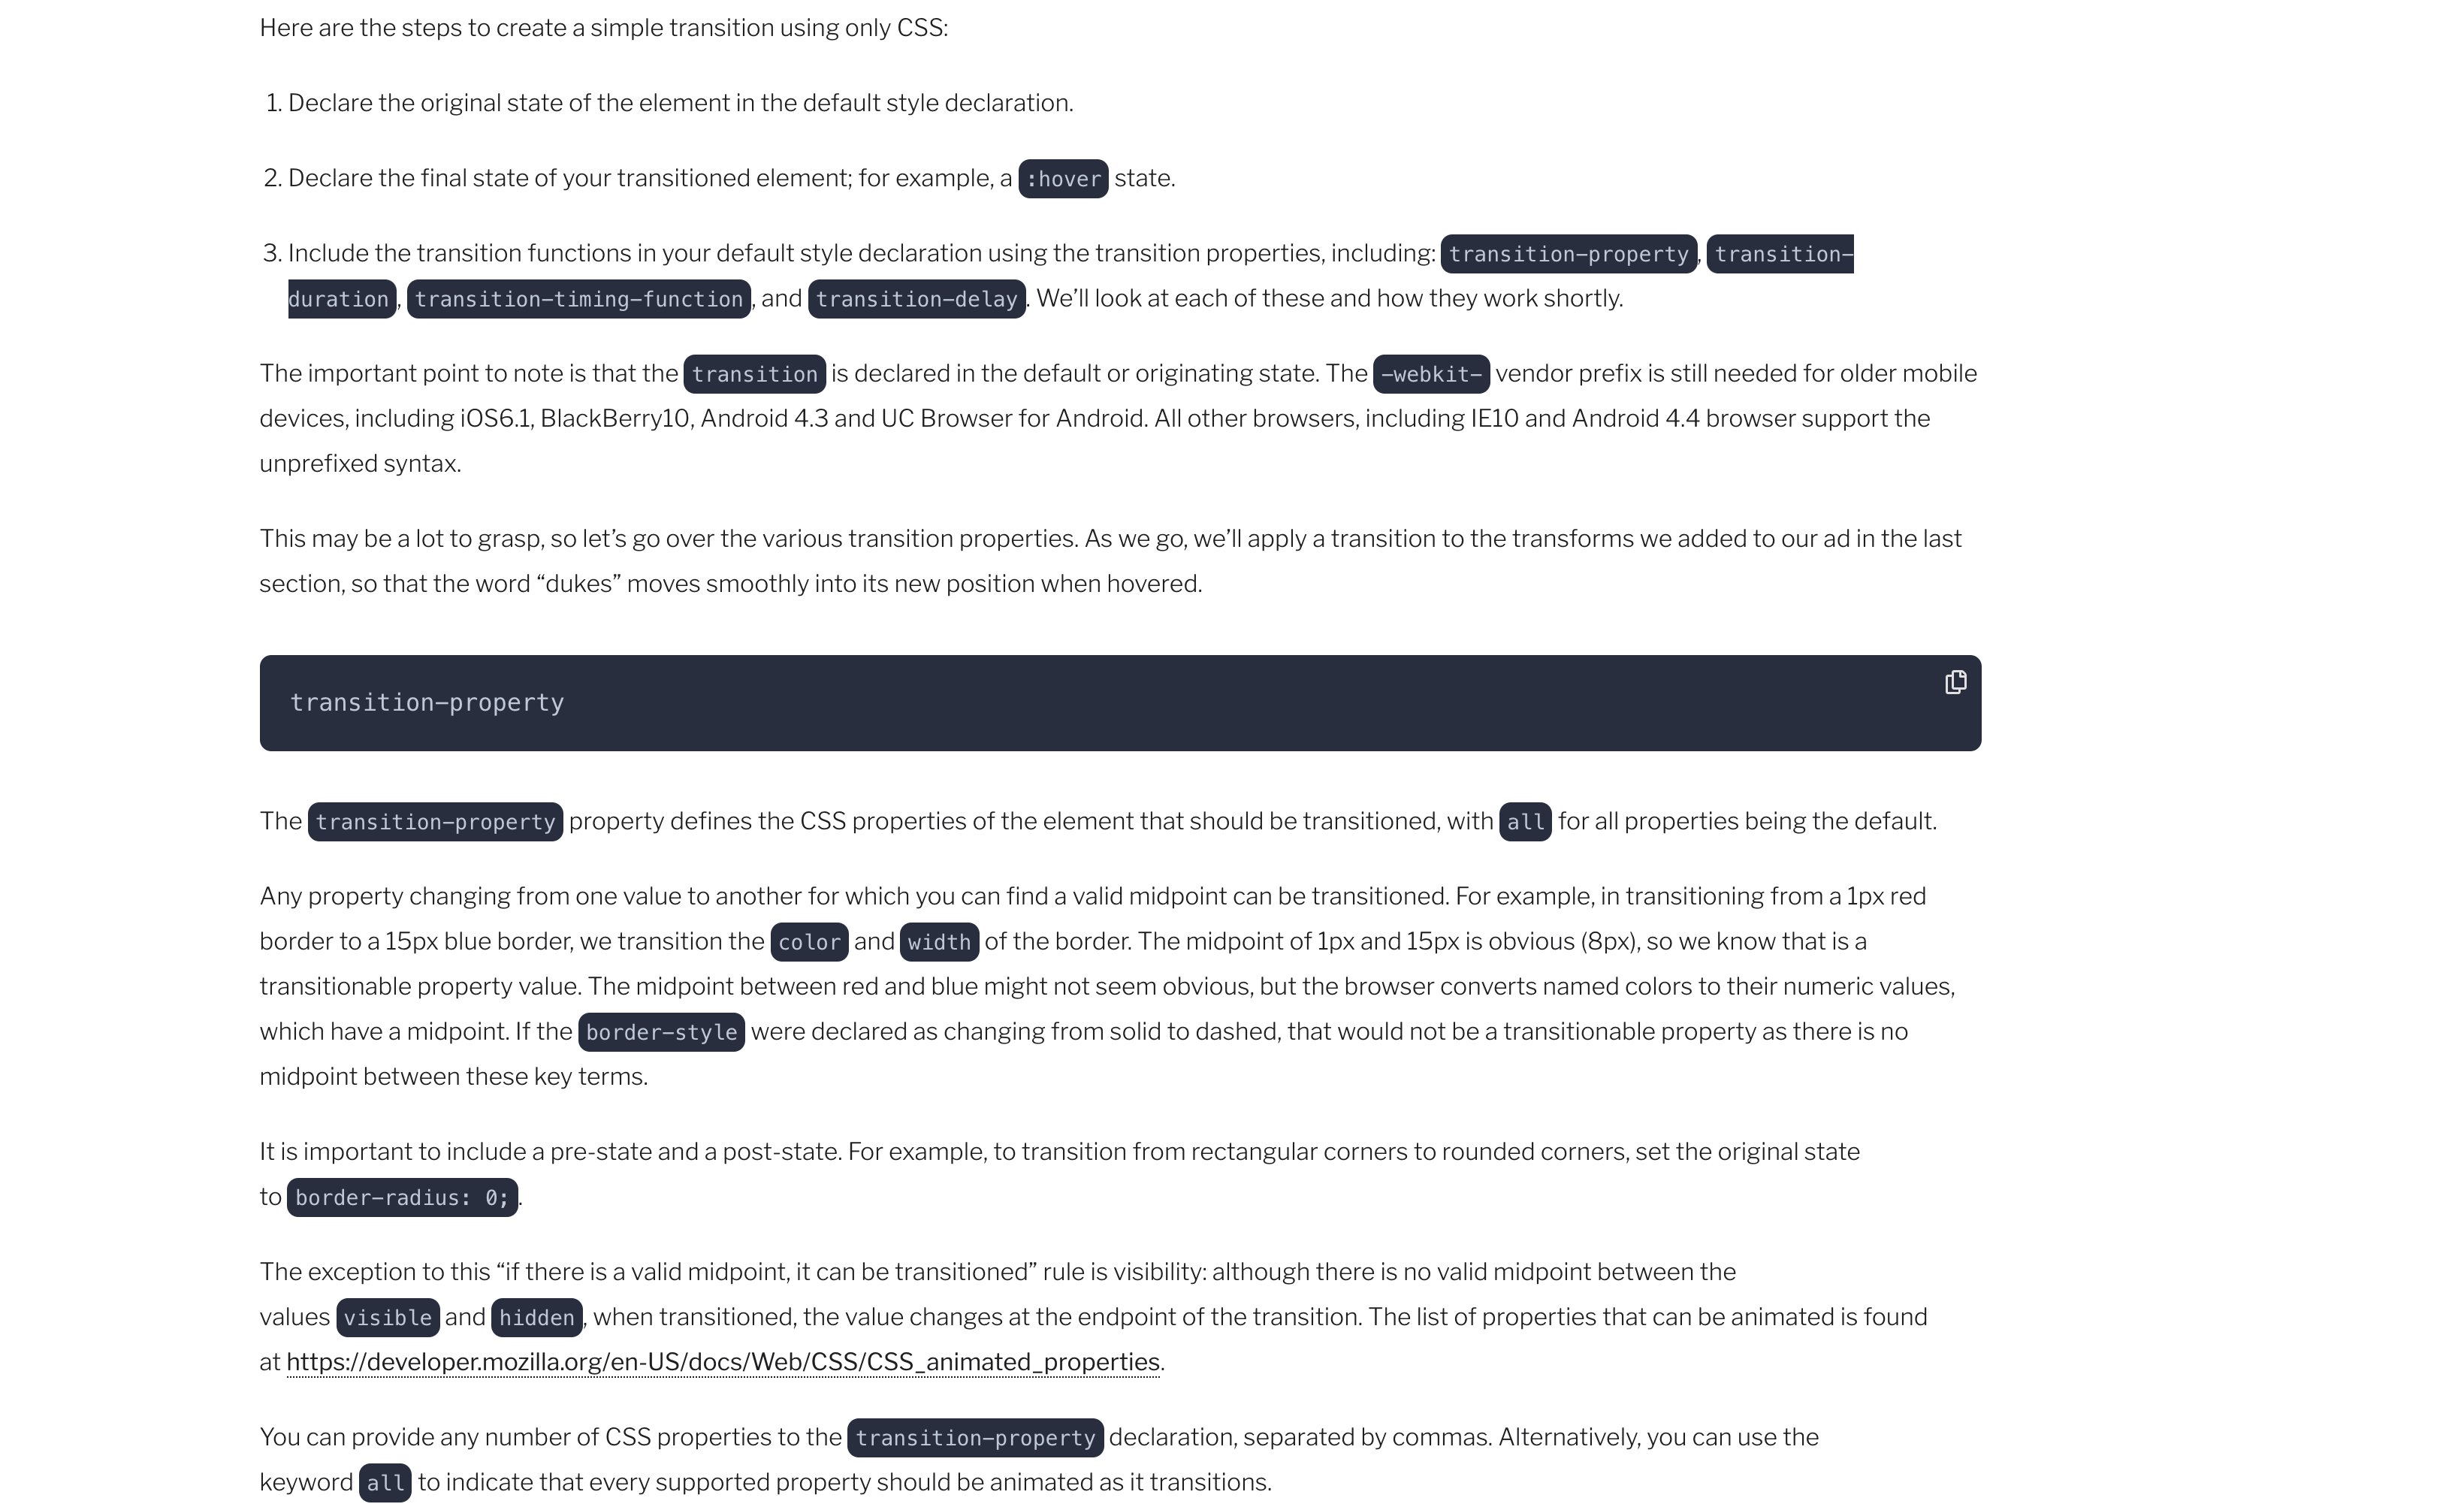 Here are the steps to create a simple transition using only CSS:
1. Declare the original state of the element in the default style declaration.
2. Declare the final state of your transitioned element; for example, a :hover state.
3. Include the transition functions in your default style declaration using the transition properties, including: transition-property, transition-
duration, transition-timing-function, and transition-delay. We’ll look at each of these and how they work shortly.
The important point to note is that the transition is declared in the default or originating state. The -webkit- vendor prefix is still needed for older mobile
devices, including iOS6.1, BlackBerry10, Android 4.3 and UC Browser for Android. All other browsers, including IE10 and Android 4.4 browser support the
unprefixed syntax.
This may be a lot to grasp, so let’s go over the various transition properties. As we go, we’ll apply a transition to the transforms we added to our ad in the last
section, so that the word “dukes” moves smoothly into its new position when hovered.
transition-property
The transition-property property defines the CSS properties of the element that should be transitioned, with all for all properties being the default.
Any property changing from one value to another for which you can find a valid midpoint can be transitioned. For example, in transitioning from a 1px red
border to a 15px blue border, we transition the color and width of the border. The midpoint of 1px and 15px is obvious (8px), so we know that is a
transitionable property value. The midpoint between red and blue might not seem obvious, but the browser converts named colors to their numeric values,
which have a midpoint. If the border-style were declared as changing from solid to dashed, that would not be a transitionable property as there is no
midpoint between these key terms.
It is important to include a pre-state and a post-state. For example, to transition from rectangular corners to rounded corners, set the original state
to border-radius: 0;.
The exception to this “if there is a valid midpoint, it can be transitioned” rule is visibility: although there is no valid midpoint between the
values visible and hidden, when transitioned, the value changes at the endpoint of the transition. The list of properties that can be animated is found
at https://developer.mozilla.org/en-US/docs/Web/CSS/CSS_animated_properties.
You can provide any number of CSS properties to the transition-property declaration, separated by commas. Alternatively, you can use the
keyword all to indicate that every supported property should be animated as it transitions.